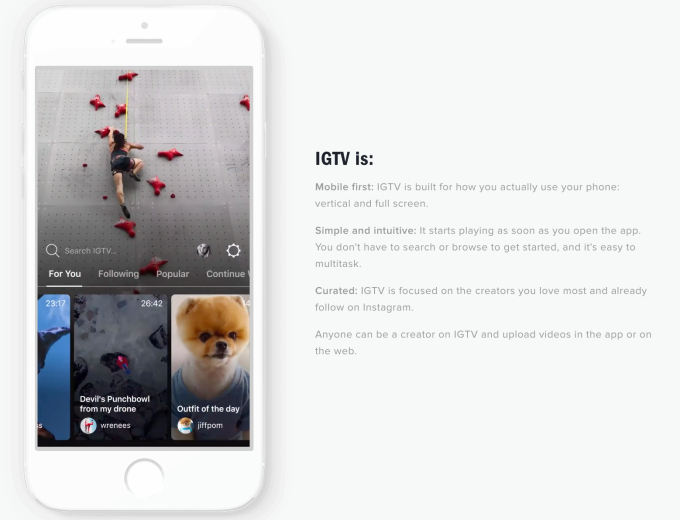 Search IGTV...
For You Following Popular Continue
23:17
26:42
Devil's Punchbowl
from my drone
wrenees
Outfit of the day
jiffpom
IGTV is:
Mobile first: IGTV is built for how you actually use your phone:
vertical and full screen.
Simple and intuitive: It starts playing as soon as you open the app.
You don't have to search or browse to get started, and it's easy to
multitask.
Curated: IGTV is focused on the creators you love most and already
follow on Instagram.
Anyone can be a creator on IGTV and upload videos in the app or on
the web.